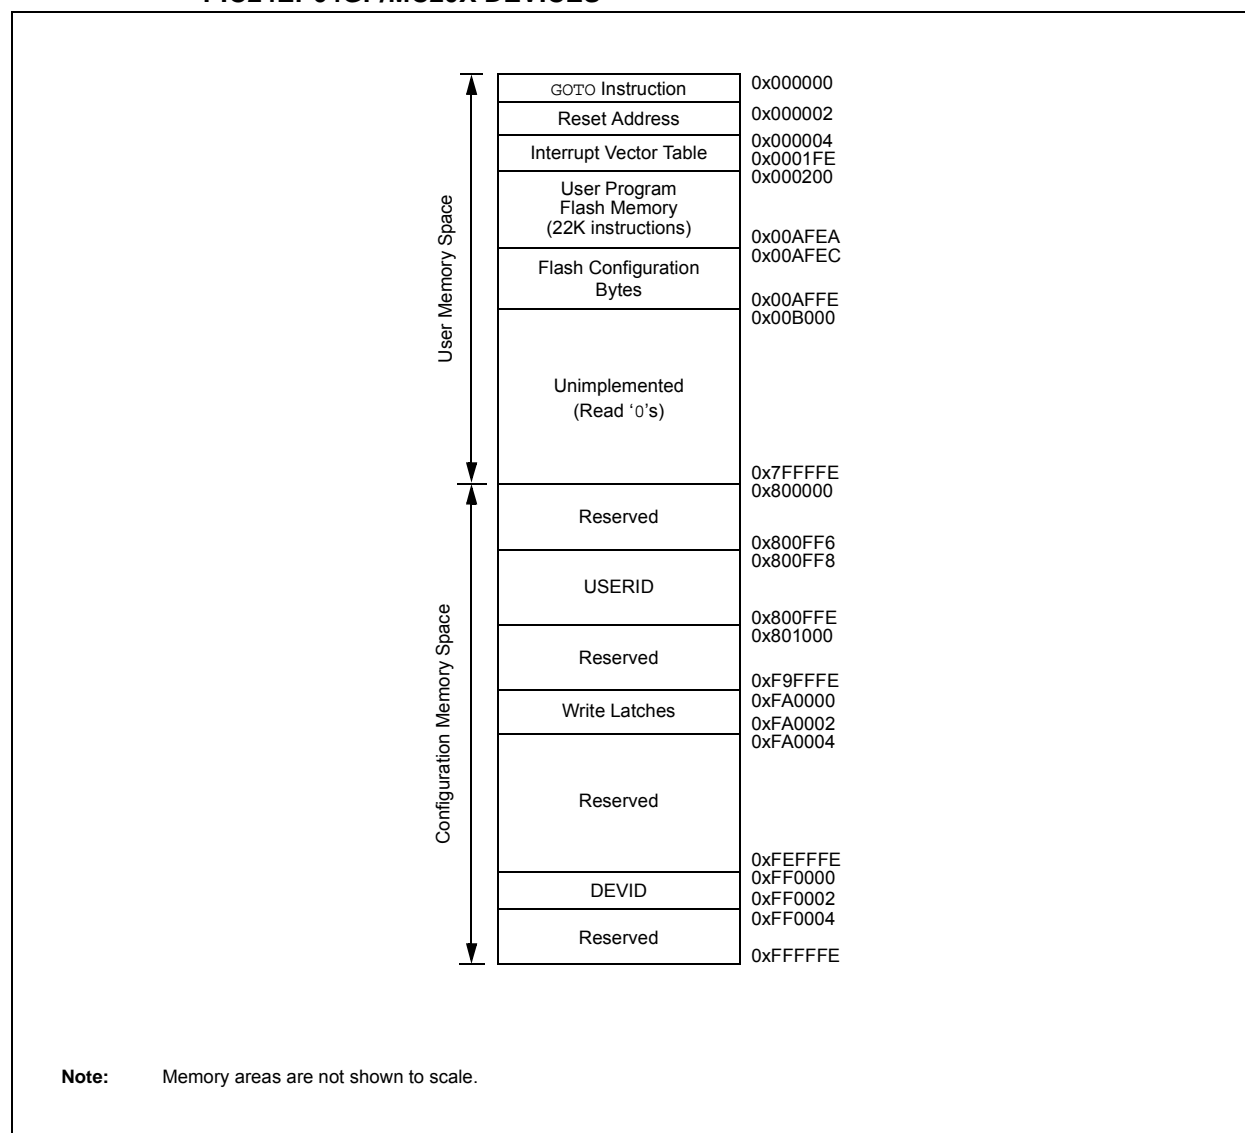 GOTO Instruction
0x000000
Reset Address
0x000002
Interrupt Vector Table
0x000004
0x0001FE
User Program
Flash Memory
(22K instructions)
0x000200
0x00AFEA
Flash Configuration
Bytes
0x00AFEC
0x00AFFE
Unimplemented
(Read ‘0’s)
0x00B000
0x7FFFFE
User Memory Space
Reserved
0x800000
0x800FF6
USERID
0x800FF8
0x800FFE
Reserved
0x801000
0xF9FFFE
Write Latches
0xFA0000
0xFA0002
Reserved
0xFA0004
0xFEFFFE
DEVID
0xFF0000
0xFF0002
Reserved
0xFF0004
0xFFFFFE
Configuration Memory Space
Note: Memory areas are not shown to scale.